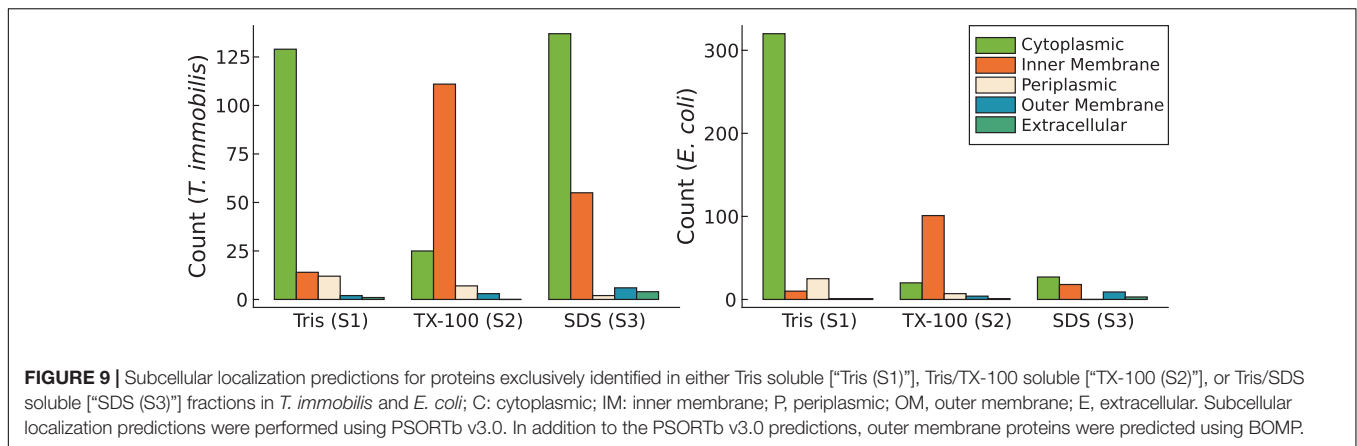 Count (T. immobilis)
125
100
75
50
25
0
Tris (S1) TX-100 (S2) SDS (S3)
Count (E. coli)
300
200
100
0
Tris (S1) TX-100 (S2) SDS (S3)
Cytoplasmic
Inner Membrane
Periplasmic
Outer Membrane
Extracellular
FIGURE 9 | Subcellular localization predictions for proteins exclusively identified in either Tris soluble [“Tris (S1)”], Tris/TX-100 soluble [“TX-100 (S2)”], or Tris/SDS
soluble [“SDS (S3)”] fractions in T. immobilis and E. coli; C: cytoplasmic; IM: inner membrane; P, periplasmic; OM, outer membrane; E, extracellular. Subcellular
localization predictions were performed using PSORTb v3.0. In addition to the PSORTb v3.0 predictions, outer membrane proteins were predicted using BOMP.